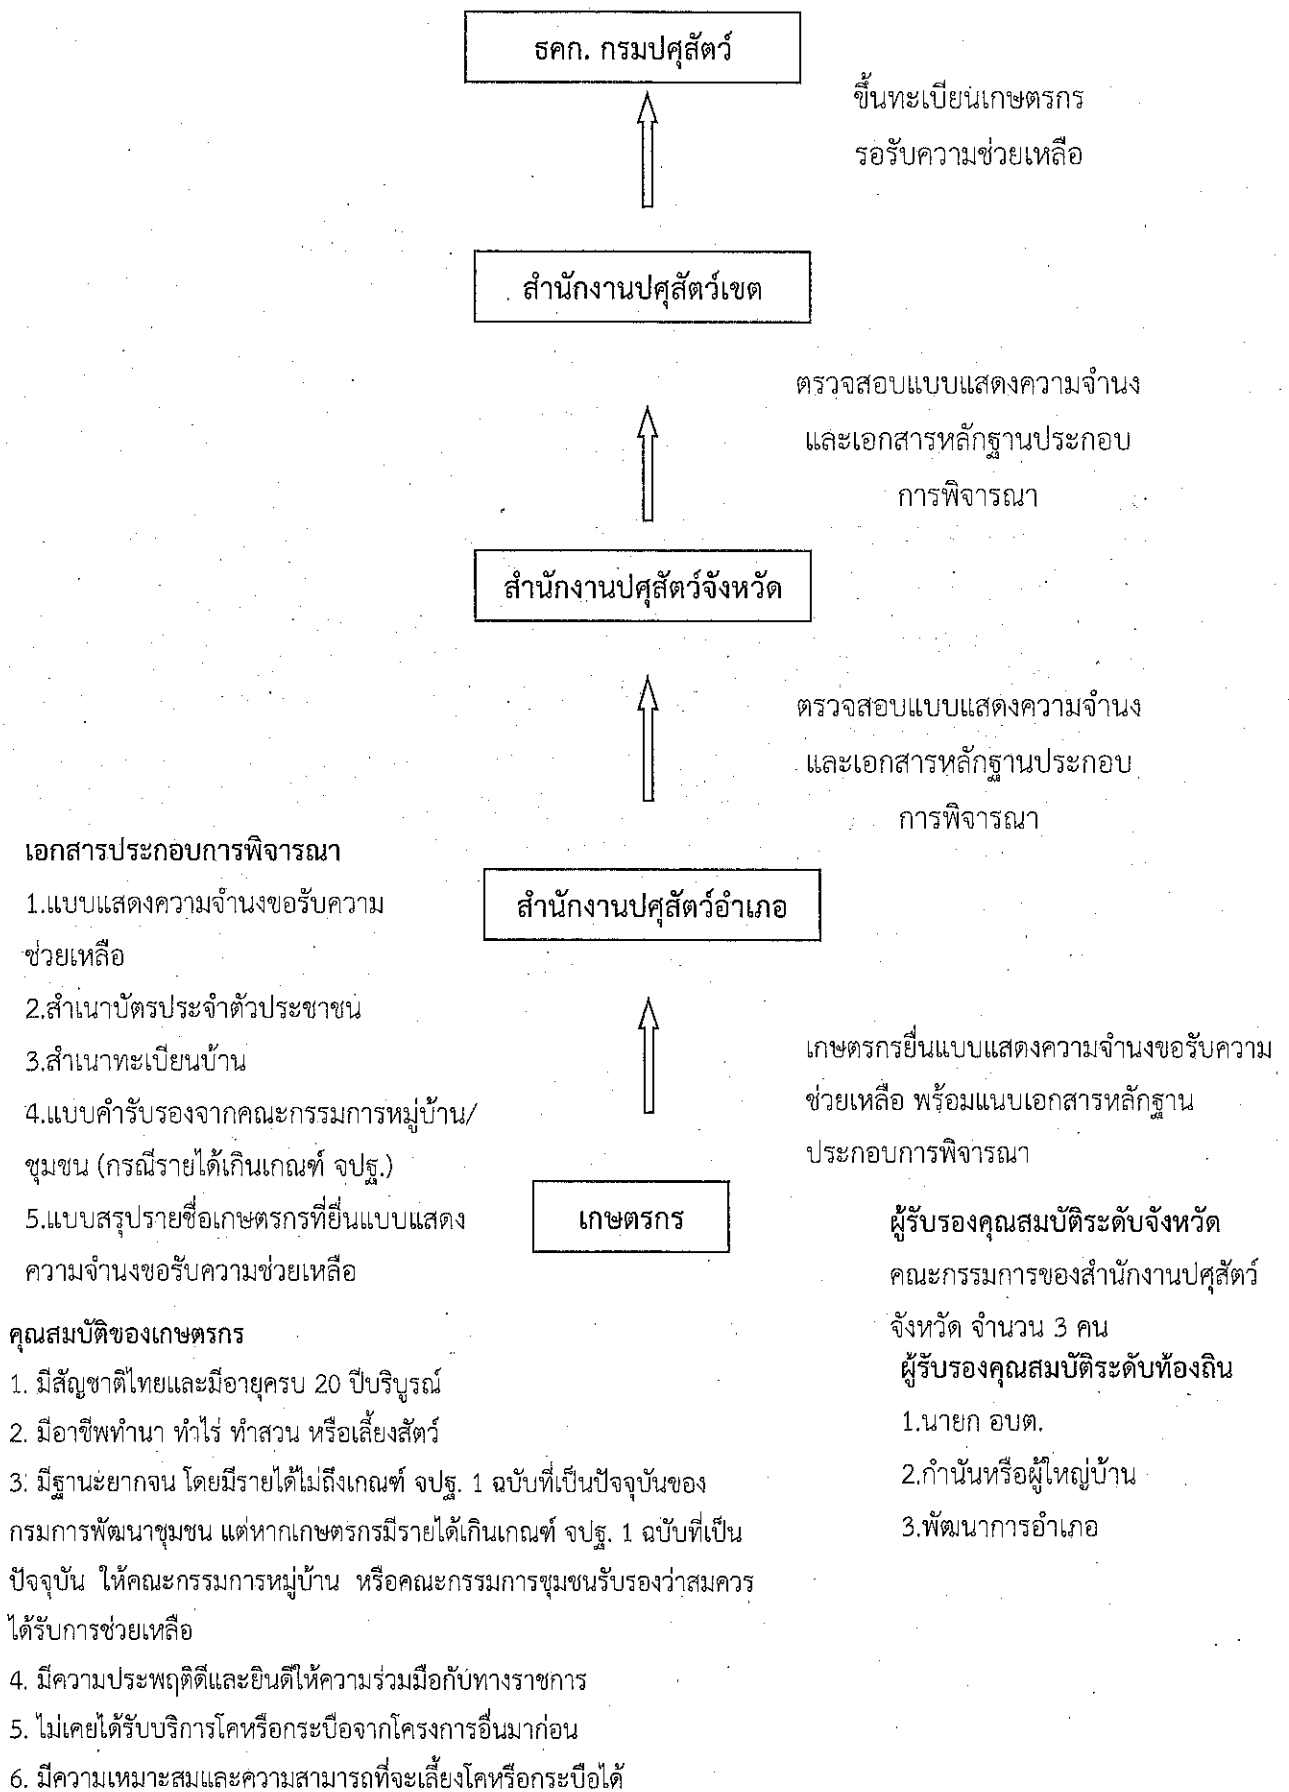 ธคก. กรมปศุสัตว์
ขึ้นทะเบียนเกษตรกร
รอรับความช่วยเหลือ
สำนักงานปศุสัตว์เขต
ตรวจสอบแบบแสดงความจำนง
และเอกสารหลักฐานประกอบ
การพิจารณา
สำนักงานปศุสัตว์จังหวัด
ตรวจสอบแบบแสดงความจำนง
และเอกสารหลักฐานประกอบ
การพิจารณา
สำนักงานปศุสัตว์อำเภอ
เอกสารประกอบการพิจารณา
1.แบบแสดงความจำนงขอรับความ
ช่วยเหลือ
2.สำเนาบัตรประจำตัวประชาชน
3.สำเนาทะเบียนบ้าน
4.แบบคำรับรองจากคณะกรรมการหมู่บ้าน/
ชุมชน (กรณีรายได้เกินเกณฑ์ จปฐ.)
5.แบบสรุปรายชื่อเกษตรกรที่ยื่นแบบแสดง
ความจำนงขอรับความช่วยเหลือ
เกษตรกรยื่นแบบแสดงความจำนงขอรับความ
ช่วยเหลือ พร้อมแนบเอกสารหลักฐาน
ประกอบการพิจารณา
เกษตรกร
ผู้รับรองคุณสมบัติระดับจังหวัด
คณะกรรมการของสำนักงานปศุสัตว์
จังหวัด จำนวน 3 คน
ผู้รับรองคุณสมบัติระดับท้องถิน
1.นายก อบต.
2.กำนันหรือผู้ใหญ่บ้าน
3.พัฒนาการอำเภอ
คุณสมบัติของเกษตรกร
1. มีสัญชาติไทยและมีอายุครบ 20 ปีบริบูรณ์
2. มีอาชีพทำนา ทำไร่ ทำสวน หรือเลี้ยงสัตว์
3. มีฐานะยากจน โดยมีรายได้ไม่ถึงเกณฑ์ จปฐ. 1 ฉบับที่เป็นปัจจุบันของ
กรมการพัฒนาชุมชน แต่หากเกษตรกรมีรายได้เกินเกณฑ์ จปฐ. 1 ฉบับที่เป็น
ปัจจุบัน ให้คณะกรรมการหมู่บ้าน หรือคณะกรรมการชุมชนรับรองว่าสมควร
ได้รับการช่วยเหลือ
4. มีความประพฤติดีและยินดีให้ความร่วมมือกับทางราชการ
5. ไม่เคยได้รับบริการโคหรือกระบือจากโครงการอื่นมาก่อน
6. มีความเหมาะสมและความสามารถที่จะเลี้ยงโคหรือกระบือได้